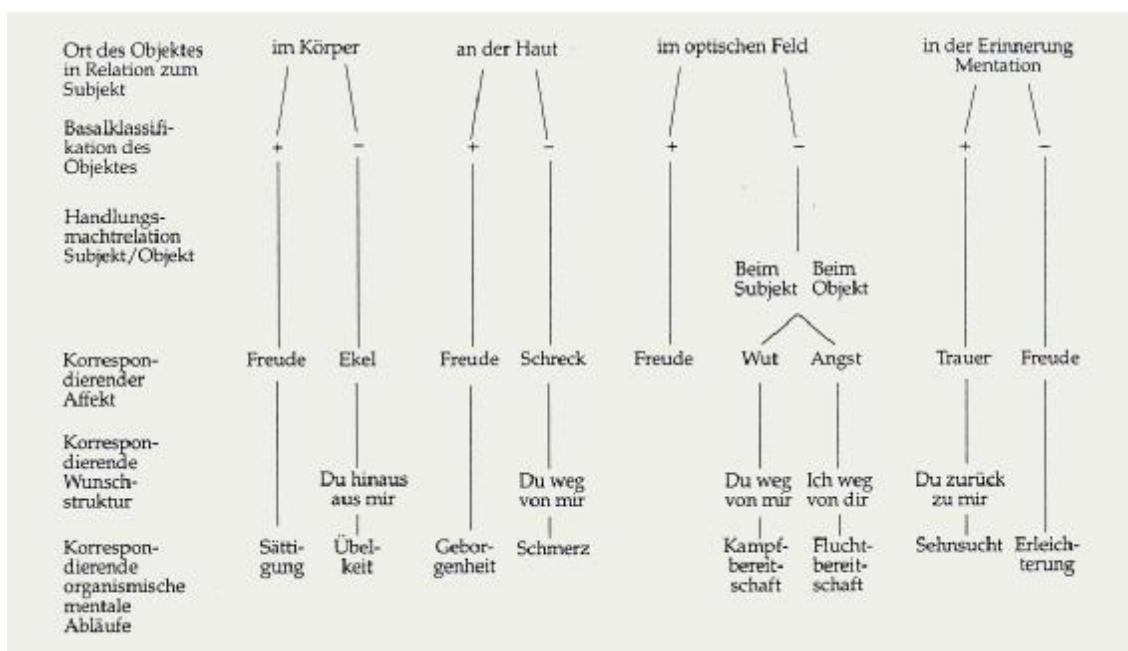 Ort des Objektes
in Relation zum
Subjekt
im Körper
an der Haut
im optischen Feld
in der Erinnerung
Mentation
Basalklassifi-
kation des
Objektes
+ − + − + − + −
Handlungs-
machtrelation
Subjekt/Objekt
Beim
Subjekt
Beim
Objekt
Korrespon-
dierender
Affekt
Freude Ekel Freude Schreck Freude Wut Angst Trauer Freude
Korrespon-
dierende
Wunsch-
struktur
Du hinaus
aus mir
Du weg
von mir
Du weg
von mir
Ich weg
von dir
Du zurück
zu mir
Korrespon-
dierende
organismische
mentale
Abläufe
Sätti-
gung
Übel-
keit
Gebor-
genheit
Schmerz
Kampf-
bereit-
schaft
Flucht-
bereit-
schaft
Sehnsucht
Erleich-
terung